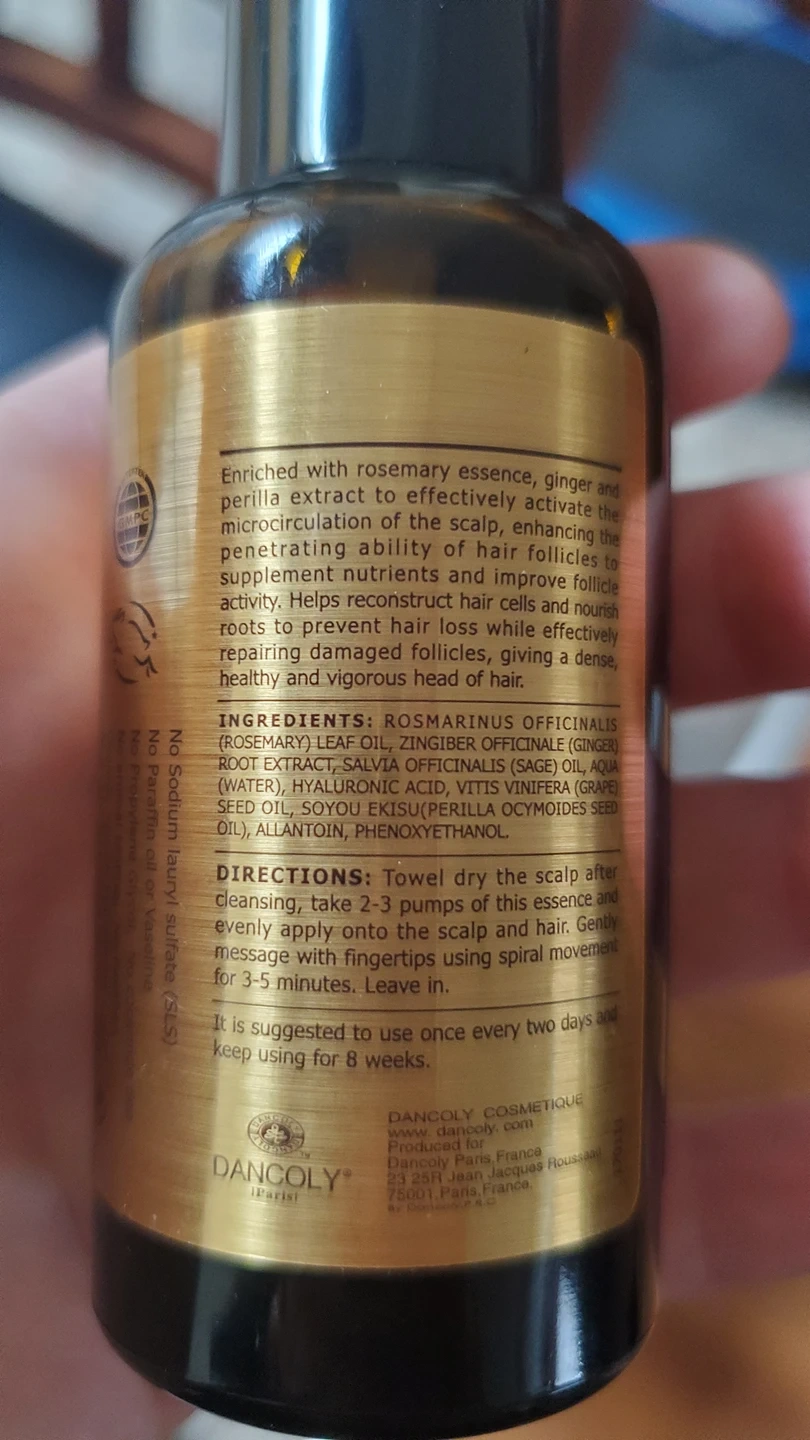 Enriched with rosemary essence, ginger and
perilla extract to effectively activate the
microcirculation of the scalp, enhancing the
penetrating ability of hair follicles to
supplement nutrients and improve follicle
activity. Helps reconstruct hair cells and nourish
roots to prevent hair loss while effectively
repairing damaged follicles, giving a dense,
healthy and vigorous head of hair.
INGREDIENTS: ROSMARINUS OFFICINALIS
(ROSEMARY) LEAF OIL, ZINGIBER OFFICINALE (GINGER)
ROOT EXTRACT, SALVIA OFFICINALIS (SAGE) OIL, AQUA
(WATER), HYALURONIC ACID, VITIS VINIFERA (GRAPE)
SEED OIL, SOYOU EKISU(PERILLA OCYMOIDES SEED
OIL), ALLANTOIN, PHENOXYETHANOL.
DIRECTIONS: Towel dry the scalp after
cleansing, take 2-3 pumps of this essence and
evenly apply onto the scalp and hair. Gently
message with fingertips using spiral movement
for 3-5 minutes. Leave in.
It is suggested to use once every two days and
keep using for 8 weeks.
DANCOLY®
|Paris|
DANCOLY COSMETIQUE
www. dancoly. com
Produced for
Dancoly Paris,France
23 25R Jean Jacques Rousseau
75001,Paris,France.
GMPC
No Sodium lauryl sulfate (SLS)
No Paraffin oil or Vaseline
No Propylene